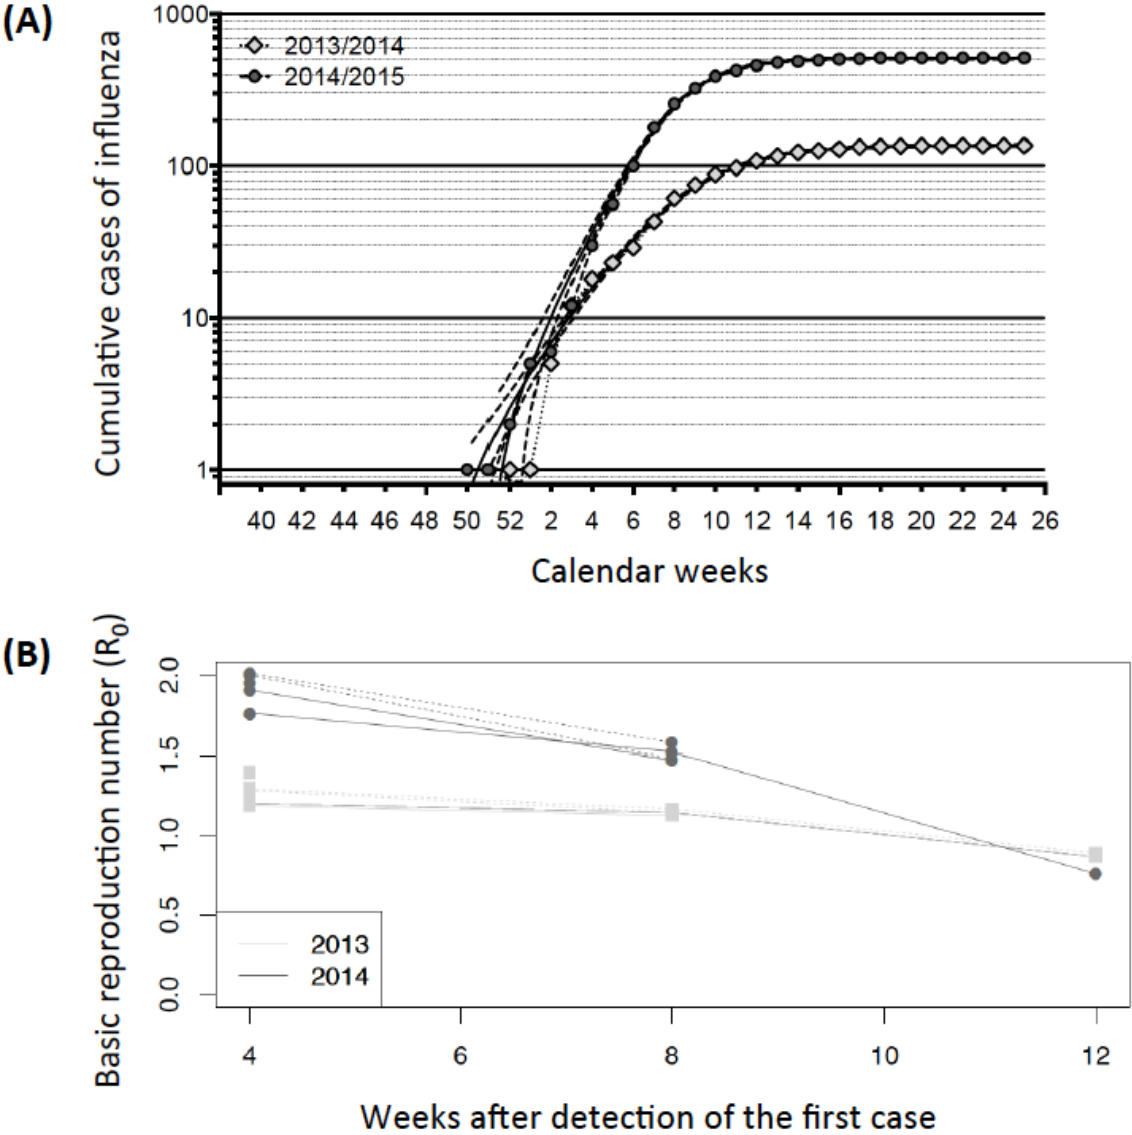 (A)
Cumulative cases of influenza
1000
100
10
1
2013/2014
2014/2015
40 42 44 46 48 50 52 2 4 6 8 10 12 14 16 18 20 22 24 26
Calendar weeks
(B)
Basic reproduction number (R0)
2.0
1.5
1.0
0.5
0.0
2013
2014
4 6 8 10 12
Weeks after detection of the first case